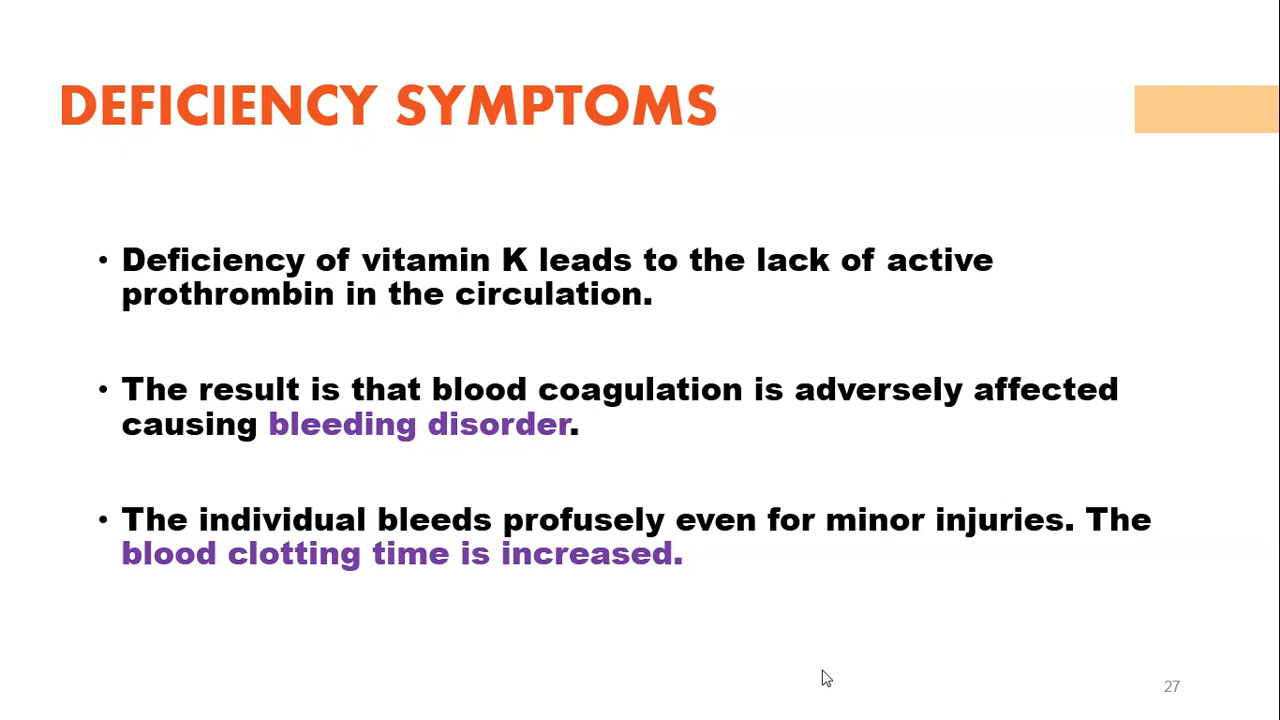 DEFICIENCY SYMPTOMS
• Deficiency of vitamin K leads to the lack of active
prothrombin in the circulation.
• The result is that blood coagulation is adversely affected
causing bleeding disorder.
• The individual bleeds profusely even for minor injuries. The
blood clotting time is increased.
27